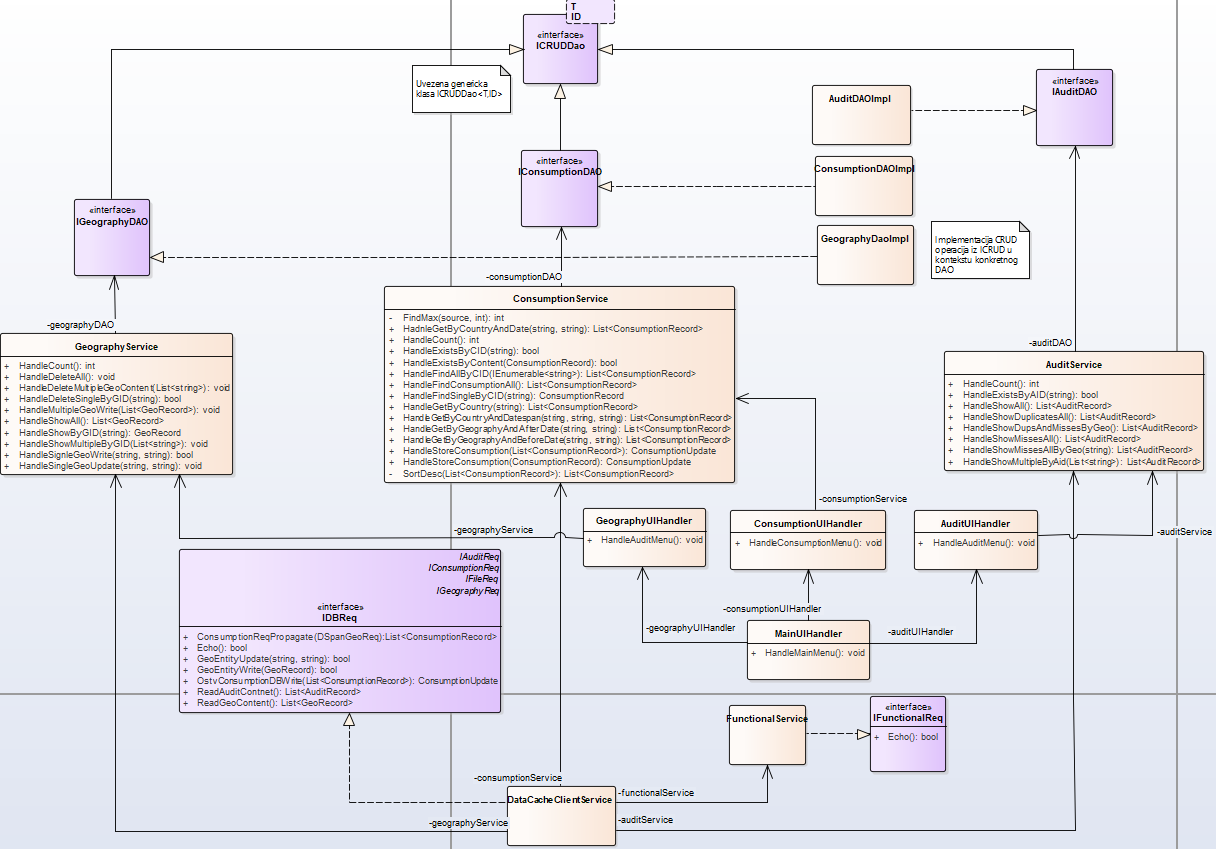 T
ID
«interface»
ICRUDDao
Uvezena genericka
klasa ICRUDDao<T,ID>
«interface»
IAuditDAO
AuditDAOImpl
«interface»
IConsumptionDAO
ConsumptionDAOImpl
«interface»
IGeographyDAO
GeographyDaoImpl
Implementacija CRUD
operacija iz ICRUD u
kontekstu konkretnog
DAO
-consumptionDAO
-geographyDAO
-auditDAO
ConsumptionService
- FindMax(source, int): int
+ HadnleGetByCountryAndDate(string, string): List<ConsumptionRecord>
+ HandleCount(): int
+ HandleExistsByCID(string): bool
+ HandleExistsByContent(ConsumptionRecord): bool
+ HandleFindAllByCID(IEnumerable<string>): List<ConsumptionRecord>
+ HandleFindConsumptionAll(): List<ConsumptionRecord>
+ HandleFindSingleByCID(string): ConsumptionRecord
+ HandleGetByCountry(string): List<ConsumptionRecord>
+ HandleGetByCountryAndDatespan(string, string, string): List<ConsumptionRecord>
+ HandleGetByGeographyAndAfterDate(string, string): List<ConsumptionRecord>
+ HandleGetByGeographyAndBeforeDate(string, string): List<ConsumptionRecord>
+ HandleStoreConsumption(List<ConsumptionRecord>): ConsumptionUpdate
+ HandleStoreConsumption(ConsumptionRecord): ConsumptionUpdate
- SortDesc(List<ConsumptionRecord>): List<ConsumptionRecord>
GeographyService
+ HandleCount(): int
+ HandleDeleteAll(): void
+ HandleDeleteMultipleGeoContent(List<string>): void
+ HandleDeleteSingleByGID(string): bool
+ HandleMultipleGeoWrite(List<GeoRecord>): void
+ HandleShowAll(): List<GeoRecord>
+ HandleShowByGID(string): GeoRecord
+ HandleShowMultipleByGID(List<string>): void
+ HandleSignleGeoWrite(string, string): bool
+ HandleSingleGeoUpdate(string, string): void
AuditService
+ HandleCount(): int
+ HandleExistsByAID(string): bool
+ HandleShowAll(): List<AuditRecord>
+ HandleShowDuplicatesAll(): List<AuditRecord>
+ HandleShowDupsAndMissesByGeo(): List<AuditRecord>
+ HandleShowMissesAll(): List<AuditRecord>
+ HandleShowMissesAllByGeo(string): List<AuditRecord>
+ HandleShowMultipleByAid(List<string>): List<AuditRecord>
-consumptionService
-geographyService
-auditService
GeographyUIHandler
+ HandleAuditMenu(): void
ConsumptionUIHandler
+ HandleConsumptionMenu(): void
AuditUIHandler
+ HandleAuditMenu(): void
IAuditReq
IConsumptionReq
IFileReq
IGeographyReq
«interface»
IDBReq
+ ConsumptionReqPropagate(DSpanGeoReq):List<ConsumptionRecord>
+ Echo(): bool
+ GeoEntityUpdate(string, string): bool
+ GeoEntityWrite(GeoRecord): bool
+ OstvConsumptionDBWrite(List<ConsumptionRecord>): ConsumptionUpdate
+ ReadAuditContnet(): List<AuditRecord>
+ ReadGeoContent(): List<GeoRecord>
-consumptionUIHandler
-geographyUIHandler
-auditUIHandler
MainUIHandler
+ HandleMainMenu(): void
FunctionalService
«interface»
IFunctionalReq
+ Echo(): bool
-consumptionService
DataCacheClientService
-functionalService
-geographyService
-auditService